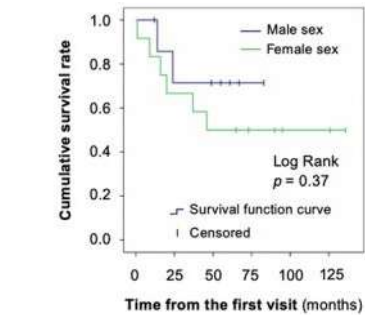 Cumulative survival rate
1.0
0.8
0.6
0.4
0.2
0.0
Male sex
Female sex
Log Rank
p = 0.37
Survival function curve
Censored
0 25 50 75 100 125
Time from the first visit (months)